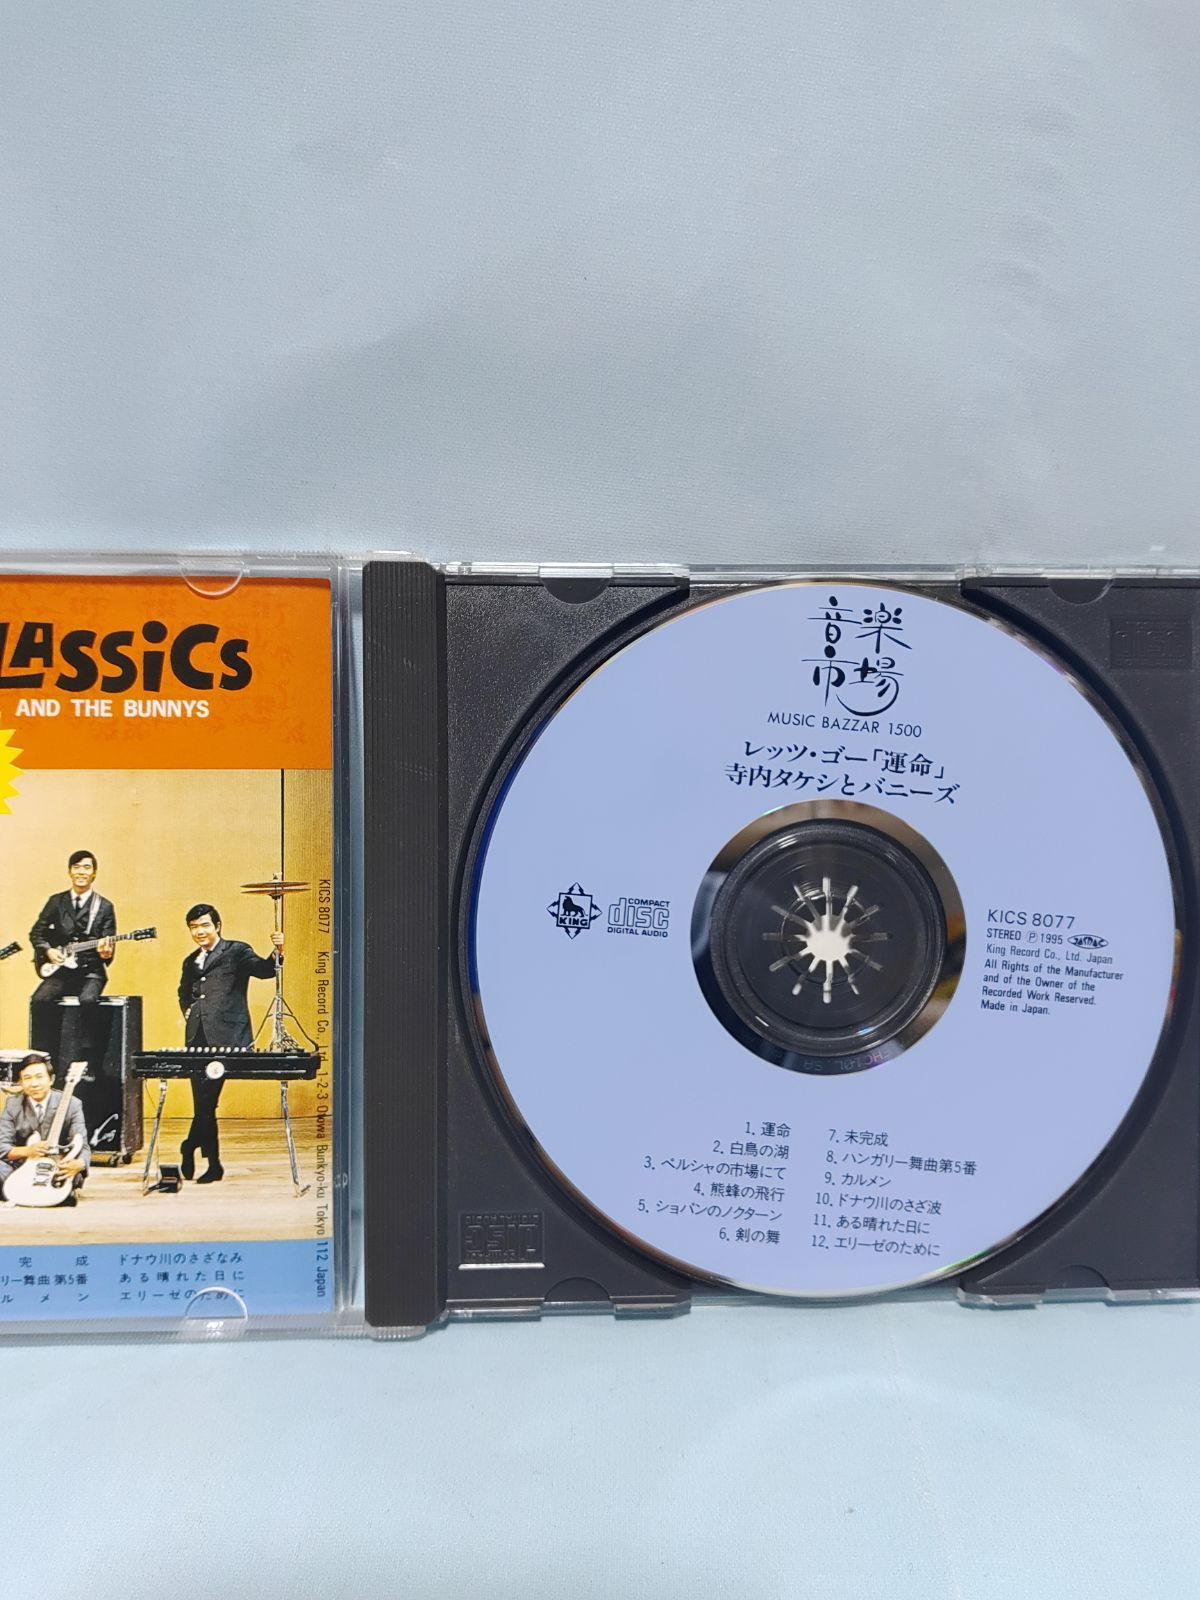 LASSiCS
AND THE BUNNYS
KICS 8077 King Record Co., Ltd. 1-2-3 Otowa Bunkyo-ku Tokyo 112 Japan
完成 ドナウ川のさざなみ
リー舞曲第5番 ある晴れた日に
ルメン エリーゼのために
音楽
市場
MUSIC BAZZAR 1500
レッツ・ゴー「運命」
寺内タケシとバニーズ
KING
COMPACT
disc
DIGITAL AUDIO
KICS 8077
STEREO Ⓟ 1995 JASRAC
King Record Co., Ltd. Japan
All Rights of the Manufacturer
and of the Owner of the
Recorded Work Reserved.
Made in Japan.
1. 運命
2. 白鳥の湖
3. ペルシャの市場にて
4. 熊蜂の飛行
5. ショパンのノクターン
6. 剣の舞
7. 未完成
8. ハンガリー舞曲第5番
9. カルメン
10. ドナウ川のさざ波
11. ある晴れた日に
12. エリーゼのために